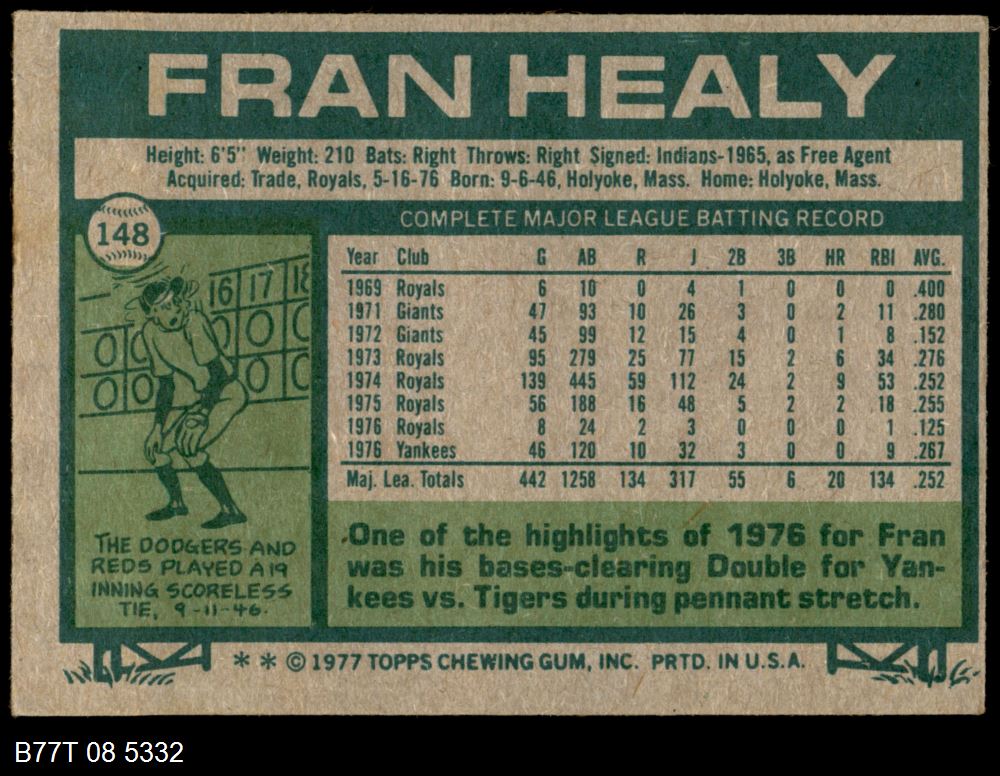 FRAN HEALY
Height: 6'5" Weight: 210 Bats: Right Throws: Right Signed: Indians-1965, as Free Agent
Acquired: Trade, Royals, 5-16-76 Born: 9-6-46, Holyoke, Mass. Home: Holyoke, Mass.
148
COMPLETE MAJOR LEAGUE BATTING RECORD
Year Club G AB R J 2B 3B HR RBI AVG.
1969 Royals 6 10 0 4 1 0 0 0 .400
1971 Giants 47 93 10 26 3 0 2 11 .280
1972 Giants 45 99 12 15 4 0 1 8 .152
1973 Royals 95 279 25 77 15 2 6 34 .276
1974 Royals 139 445 59 112 24 2 9 53 .252
1975 Royals 56 188 16 48 5 2 2 18 .255
1976 Royals 8 24 2 3 0 0 0 1 .125
1976 Yankees 46 120 10 32 3 0 0 9 .267
Maj. Lea. Totals 442 1258 134 317 55 6 20 134 .252
16 17 18
0 0 0 0
0 0 0 0
THE DODGERS AND
REDS PLAYED A 19
INNING SCORELESS
TIE, 9-11-46.
One of the highlights of 1976 for Fran
was his bases-clearing Double for Yan-
kees vs. Tigers during pennant stretch.
* * © 1977 TOPPS CHEWING GUM, INC. PRTD. IN U.S.A.
B77T 08 5332